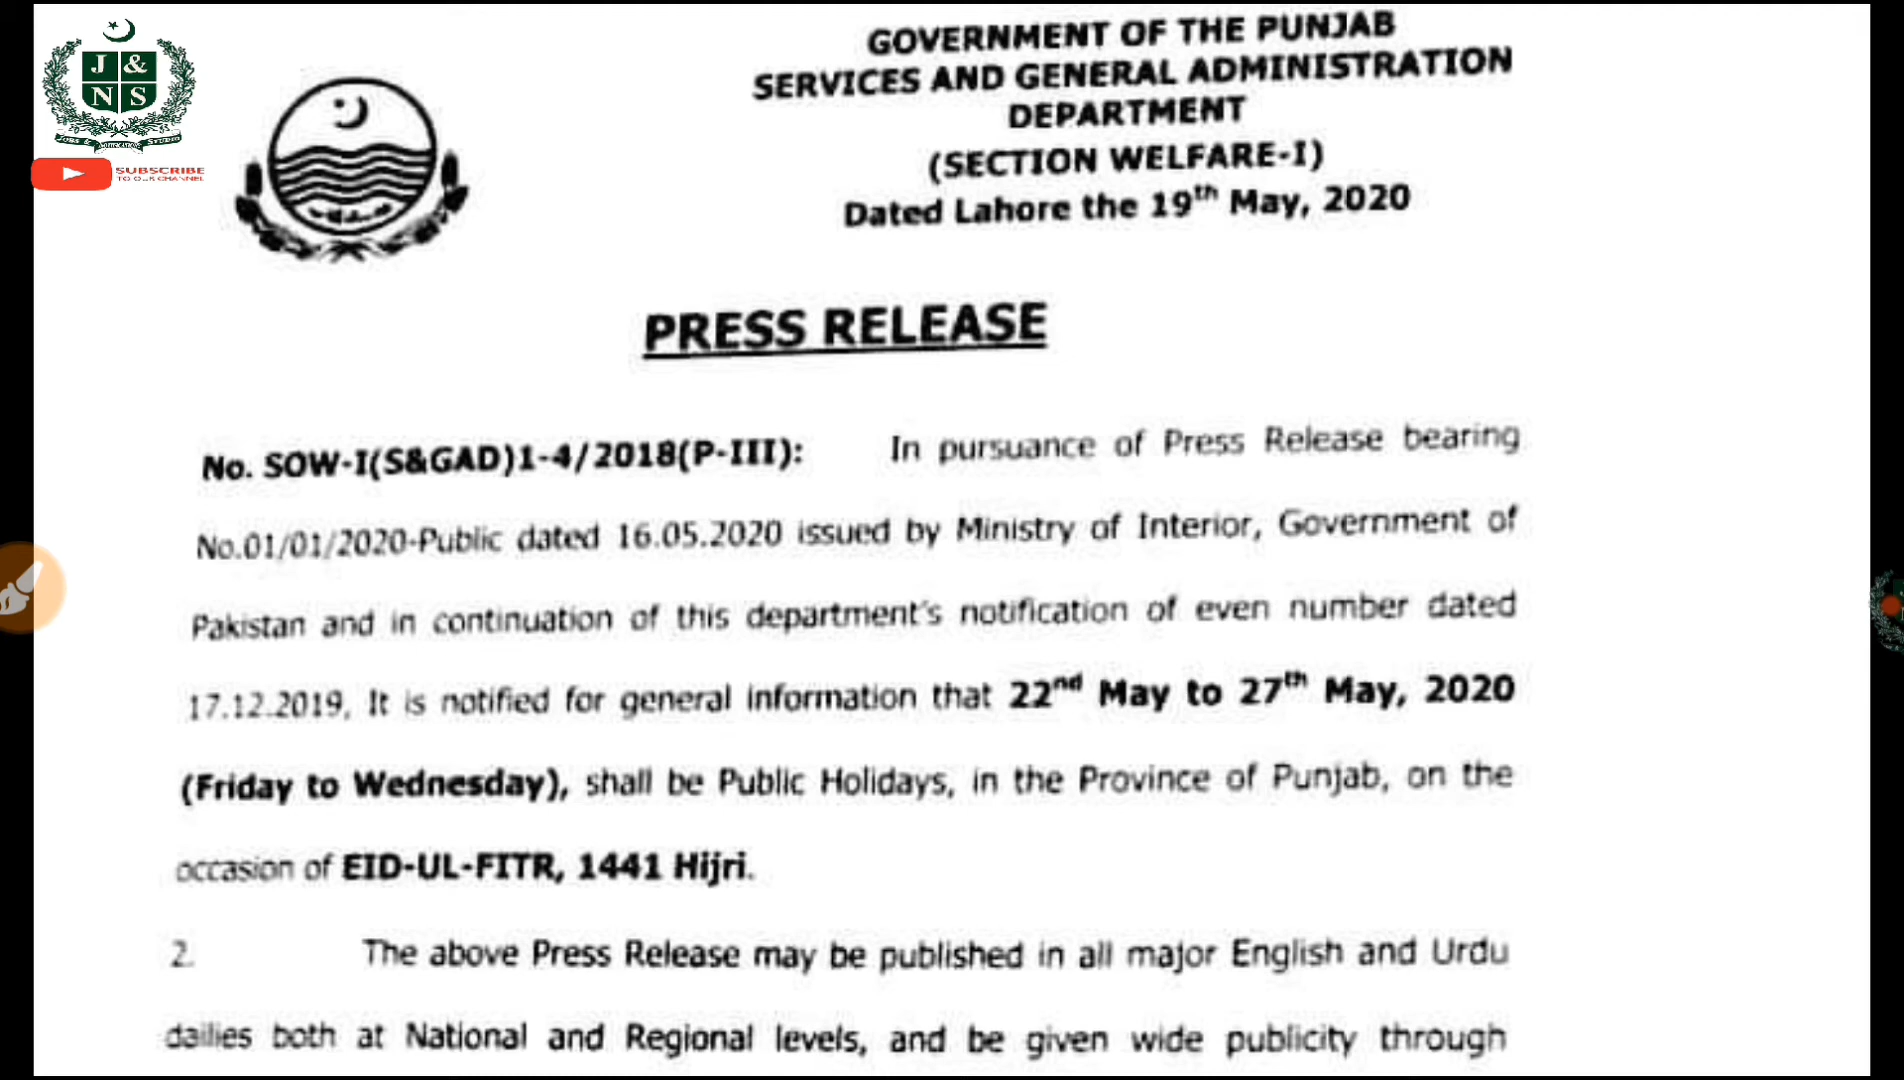 J &
N S
JOBS & NOTIFICATIONS STUDIO
SUBSCRIBE
TO OUR CHANNEL
GOVERNMENT OF THE PUNJAB
SERVICES AND GENERAL ADMINISTRATION
DEPARTMENT
(SECTION WELFARE-I)
Dated Lahore the 19th May, 2020
PRESS RELEASE
No. SOW-I(S&GAD)1-4/2018(P-III): In pursuance of Press Release bearing
No.01/01/2020-Public dated 16.05.2020 issued by Ministry of Interior, Government of
Pakistan and in continuation of this department's notification of even number dated
17.12.2019, It is notified for general information that 22nd May to 27th May, 2020
(Friday to Wednesday), shall be Public Holidays, in the Province of Punjab, on the
occasion of EID-UL-FITR, 1441 Hijri.
2. The above Press Release may be published in all major English and Urdu
dailies both at National and Regional levels, and be given wide publicity through